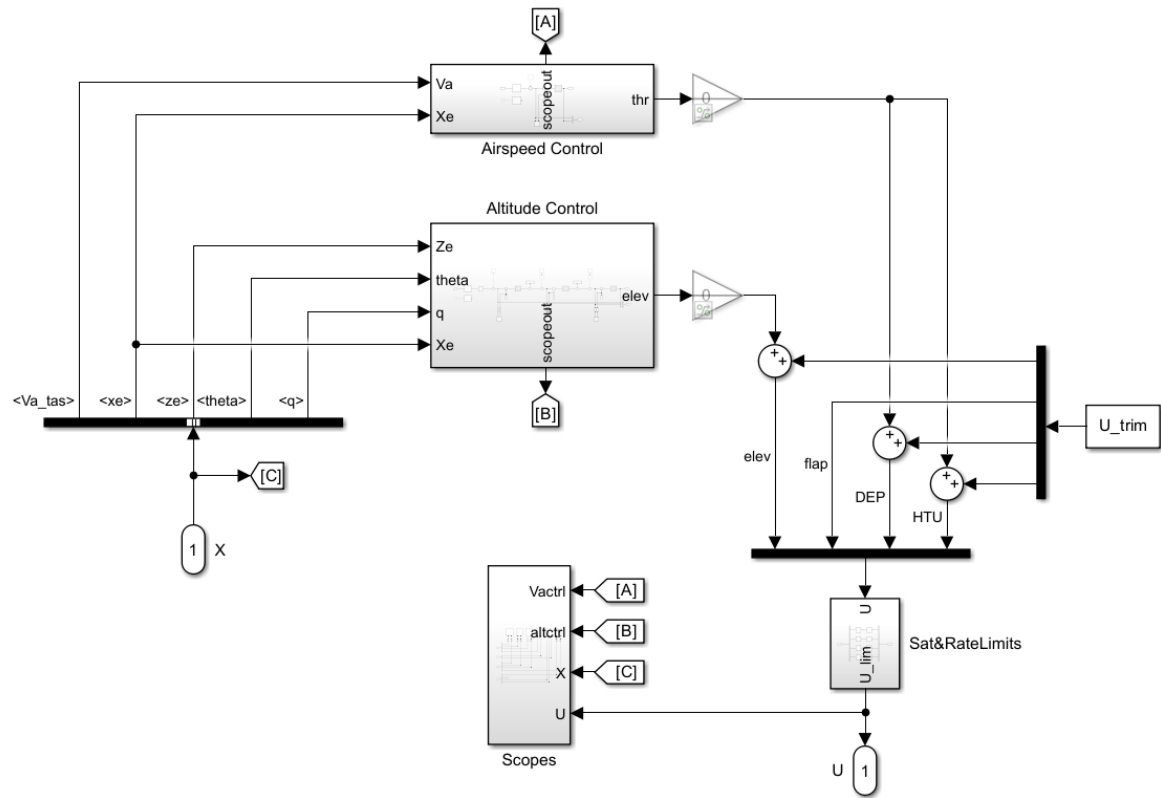 [A]
Va
thr
0
scopeout
Xe
Airspeed Control
Altitude Control
Ze
theta
elev
0
q
scopeout
Xe
<Va_tas>
<xe>
<ze>
<theta>
<q>
[B]
+
+
U_trim
elev
flap
+
+
[C]
DEP
+
+
HTU
1
X
Vactrl
[A]
U
altctrl
[B]
Sat&RateLimits
X
[C]
U_lim
U
Scopes
U
1